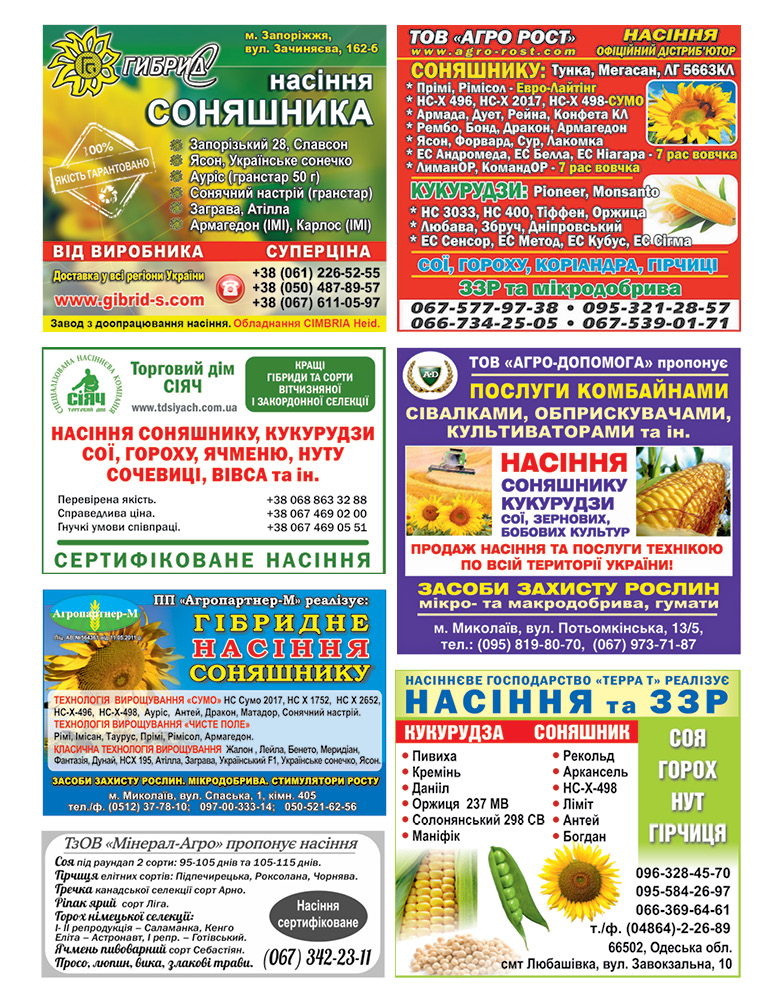 м. Запоріжжя,
вул. Зачиняєва, 162-б
ГИБРИД С
насіння
СОНЯШНИКА
100%
ЯКІСТЬ ГАРАНТОВАНО
Запорізький 28, Славсон
Ясон, Українське сонечко
Ауріс (гранстар 50 г)
Сонячний настрій (гранстар)
Заграва, Атілла
Армагедон (ІМІ), Карлос (ІМІ)
ВІД ВИРОБНИКА СУПЕРЦІНА
Доставка у всі регіони України
www.gibrid-s.com
+38 (061) 226-52-55
+38 (050) 487-89-57
+38 (067) 611-05-97
Завод з доопрацювання насіння. Обладнання CIMBRIA Heid.
ТОВ «АГРО РОСТ» НАСІННЯ
www.agro-rost.com ОФІЦІЙНИЙ ДИСТРИБ'ЮТОР
СОНЯШНИКУ: Тунка, Мегасан, ЛГ 5663КЛ
* Прімі, Рімісол - Евро-Лайтінг
* НС-Х 496, НС-Х 2017, НС-Х 498-СУМО
* Армада, Дует, Рейна, Конфета КЛ
* Рембо, Бонд, Дракон, Армагедон
* Ясон, Форвард, Сур, Лакомка
* ЕС Андромеда, ЕС Белла, ЕС Ніагара - 7 рас вовчка
* ЛиманОР, КомандОР - 7 рас вовчка
КУКУРУДЗИ: Pioneer, Monsanto
* НС 3033, НС 400, Тіффен, Оржица
* Любава, Збруч, Дніпровський
* ЕС Сенсор, ЕС Метод, ЕС Кубус, ЕС Сігма
СОЇ, ГОРОХУ, КОРІАНДРА, ГІРЧИЦІ
ЗЗР та мікродобрива
067-577-97-38 • 095-321-28-57
066-734-25-05 • 067-539-01-71
СПЕЦІАЛІЗОВАНА НАСІННЄВА КОМПАНІЯ
СІЯЧ
ТОРГОВИЙ ДІМ
Торговий дім
СІЯЧ
www.tdsiyach.com.ua
КРАЩІ
ГІБРИДИ ТА СОРТИ
ВІТЧИЗНЯНОЇ
І ЗАКОРДОННОЇ СЕЛЕКЦІЇ
НАСІННЯ СОНЯШНИКУ, КУКУРУДЗИ
СОЇ, ГОРОХУ, ЯЧМЕНЮ, НУТУ
СОЧЕВИЦІ, ВІВСА та ін.
Перевірена якість. +38 068 863 32 88
Справедлива ціна. +38 067 469 02 00
Гнучкі умови співпраці. +38 067 469 05 51
СЕРТИФІКОВАНЕ НАСІННЯ
ТОВ «АГРО-ДОПОМОГА» пропонує
ПОСЛУГИ КОМБАЙНАМИ
СІВАЛКАМИ, ОБПРИСКУВАЧАМИ,
КУЛЬТИВАТОРАМИ та ін.
НАСІННЯ
СОНЯШНИКУ
КУКУРУДЗИ
СОЇ, ЗЕРНОВИХ,
БОБОВИХ КУЛЬТУР
ПРОДАЖ НАСІННЯ ТА ПОСЛУГИ ТЕХНІКОЮ
ПО ВСІЙ ТЕРИТОРІЇ УКРАЇНИ!
ЗАСОБИ ЗАХИСТУ РОСЛИН
мікро- та макродобрива, гумати
м. Миколаїв, вул. Потьомкінська, 13/5,
тел.: (095) 819-80-70, (067) 973-71-87
Агропартнер-М
Ліц. АВ №564361 від 11.05.2011 р.
ПП «Агропартнер-М» реалізує:
ГІБРИДНЕ
НАСІННЯ
СОНЯШНИКУ
ТЕХНОЛОГІЯ ВИРОЩУВАННЯ «СУМО» НС Сумо 2017, НС Х 1752, НС Х 2652,
НС-Х-496, НС-Х-498, Ауріс, Антей, Дракон, Матадор, Сонячний настрій.
ТЕХНОЛОГІЯ ВИРОЩУВАННЯ «ЧИСТЕ ПОЛЕ»
Рімі, Імісан, Таурус, Прімі, Рімісол, Армагедон.
КЛАСИЧНА ТЕХНОЛОГІЯ ВИРОЩУВАННЯ Жалон , Лейла, Бенето, Меридіан,
Фантазія, Дунай, НСХ 195, Атілла, Заграва, Український F1, Українське сонечко, Ясон.
ЗАСОБИ ЗАХИСТУ РОСЛИН. МІКРОДОБРИВА. СТИМУЛЯТОРИ РОСТУ
м. Миколаїв, вул. Спаська, 1, кімн. 405
тел./ф. (0512) 37-78-10; 097-00-333-14; 050-521-62-56
НАСІННЄВЕ ГОСПОДАРСТВО «ТЕРРА Т» РЕАЛІЗУЄ
НАСІННЯ та ЗЗР
КУКУРУДЗА
• Пивиха
• Кремінь
• Данііл
• Оржиця 237 МВ
• Солонянський 298 СВ
• Маніфік
СОНЯШНИК
• Рекольд
• Аркансель
• НС-Х-498
• Ліміт
• Антей
• Богдан
СОЯ
ГОРОХ
НУТ
ГІРЧИЦЯ
096-328-45-70
095-584-26-97
066-369-64-61
т./ф. (04864)-2-26-89
66502, Одеська обл.
смт Любашівка, вул. Завокзальна, 10
ТзОВ «Мінерал-Агро» пропонує насіння
Соя під раундап 2 сорти: 95-105 днів та 105-115 днів.
Гірчиця елітних сортів: Підпечирецька, Роксолана, Чорнява.
Гречка канадської селекції сорт Арно.
Ріпак ярий сорт Ліга.
Горох німецької селекції:
І- ІІ репродукція – Саламанка, Кенго
Еліта – Астронавт, І репр. – Готівський.
Ячмень пивоварний сорт Себастіян.
Просо, люпин, вика, злакові трави.
Насіння
сертифіковане
(067) 342-23-11